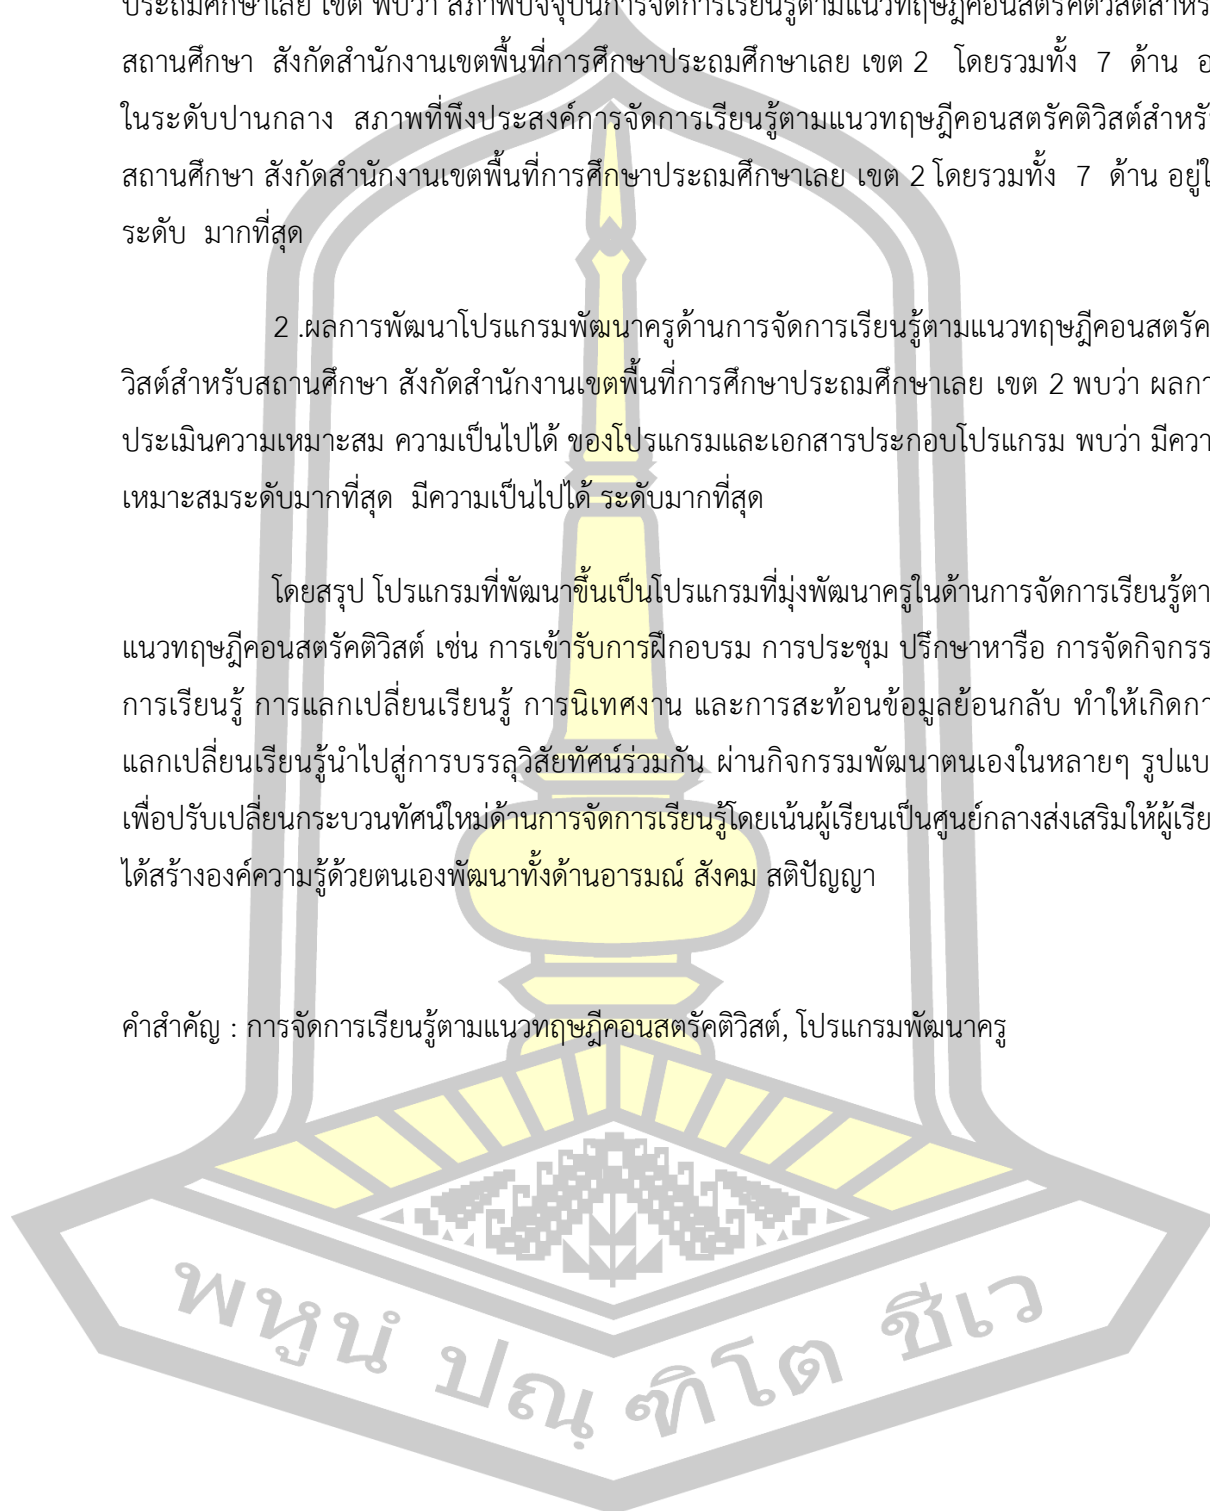 ประถมศึกษาเลย เขต พบว่า สภาพปัจจุบันการจัดการเรียนรู้ตามแนวทฤษฎีคอนสตรัคติวิสต์สำหร
สถานศึกษา สังกัดสำนักงานเขตพื้นที่การศึกษาประถมศึกษาเลย เขต 2 โดยรวมทั้ง 7 ด้าน อ
ในระดับปานกลาง สภาพที่พึงประสงค์การจัดการเรียนรู้ตามแนวทฤษฎีคอนสตรัคติวิสต์สำหรั
สถานศึกษา สังกัดสำนักงานเขตพื้นที่การศึกษาประถมศึกษาเลย เขต 2 โดยรวมทั้ง 7 ด้าน อยู่ใ
ระดับ มากที่สุด
2 .ผลการพัฒนาโปรแกรมพัฒนาครูด้านการจัดการเรียนรู้ตามแนวทฤษฎีคอนสตรัค
วิสต์สำหรับสถานศึกษา สังกัดสำนักงานเขตพื้นที่การศึกษาประถมศึกษาเลย เขต 2 พบว่า ผลกา
ประเมินความเหมาะสม ความเป็นไปได้ ของโปรแกรมและเอกสารประกอบโปรแกรม พบว่า มีควา
เหมาะสมระดับมากที่สุด มีความเป็นไปได้ ระดับมากที่สุด
โดยสรุป โปรแกรมที่พัฒนาขึ้นเป็นโปรแกรมที่มุ่งพัฒนาครูในด้านการจัดการเรียนรู้ตา
แนวทฤษฎีคอนสตรัคติวิสต์ เช่น การเข้ารับการฝึกอบรม การประชุม ปรึกษาหารือ การจัดกิจกรร
การเรียนรู้ การแลกเปลี่ยนเรียนรู้ การนิเทศงาน และการสะท้อนข้อมูลย้อนกลับ ทำให้เกิดกา
แลกเปลี่ยนเรียนรู้นำไปสู่การบรรลุวิสัยทัศน์ร่วมกัน ผ่านกิจกรรมพัฒนาตนเองในหลายๆ รูปแบ
เพื่อปรับเปลี่ยนกระบวนทัศน์ใหม่ด้านการจัดการเรียนรู้โดยเน้นผู้เรียนเป็นศูนย์กลางส่งเสริมให้ผู้เรีย
ได้สร้างองค์ความรู้ด้วยตนเองพัฒนาทั้งด้านอารมณ์ สังคม สติปัญญา
คำสำคัญ : การจัดการเรียนรู้ตามแนวทฤษฎีคอนสตรัคติวิสต์, โปรแกรมพัฒนาครู
พหูนํ ปณฺฑิโต ชีเว